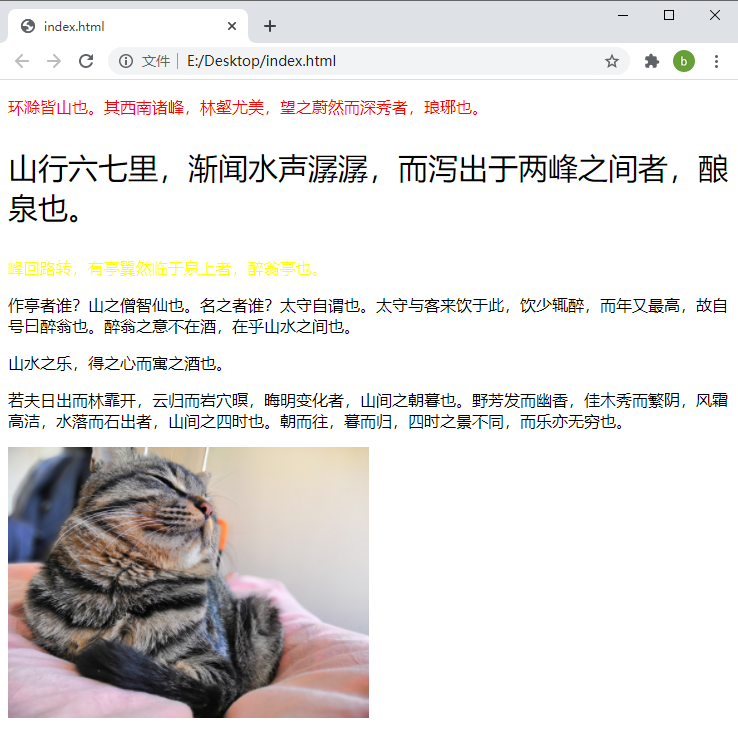 index.html
文件 E:/Desktop/index.html
b
环滁皆山也。其西南诸峰，林壑尤美，望之蔚然而深秀者，琅琊也。
山行六七里，渐闻水声潺潺，而泻出于两峰之间者，酿
泉也。
峰回路转，有亭翼然临于泉上者，醉翁亭也。
作亭者谁？山之僧智仙也。名之者谁？太守自谓也。太守与客来饮于此，饮少辄醉，而年又最高，故自
号曰醉翁也。醉翁之意不在酒，在乎山水之间也。
山水之乐，得之心而寓之酒也。
若夫日出而林霏开，云归而岩穴暝，晦明变化者，山间之朝暮也。野芳发而幽香，佳木秀而繁阴，风霜
高洁，水落而石出者，山间之四时也。朝而往，暮而归，四时之景不同，而乐亦无穷也。